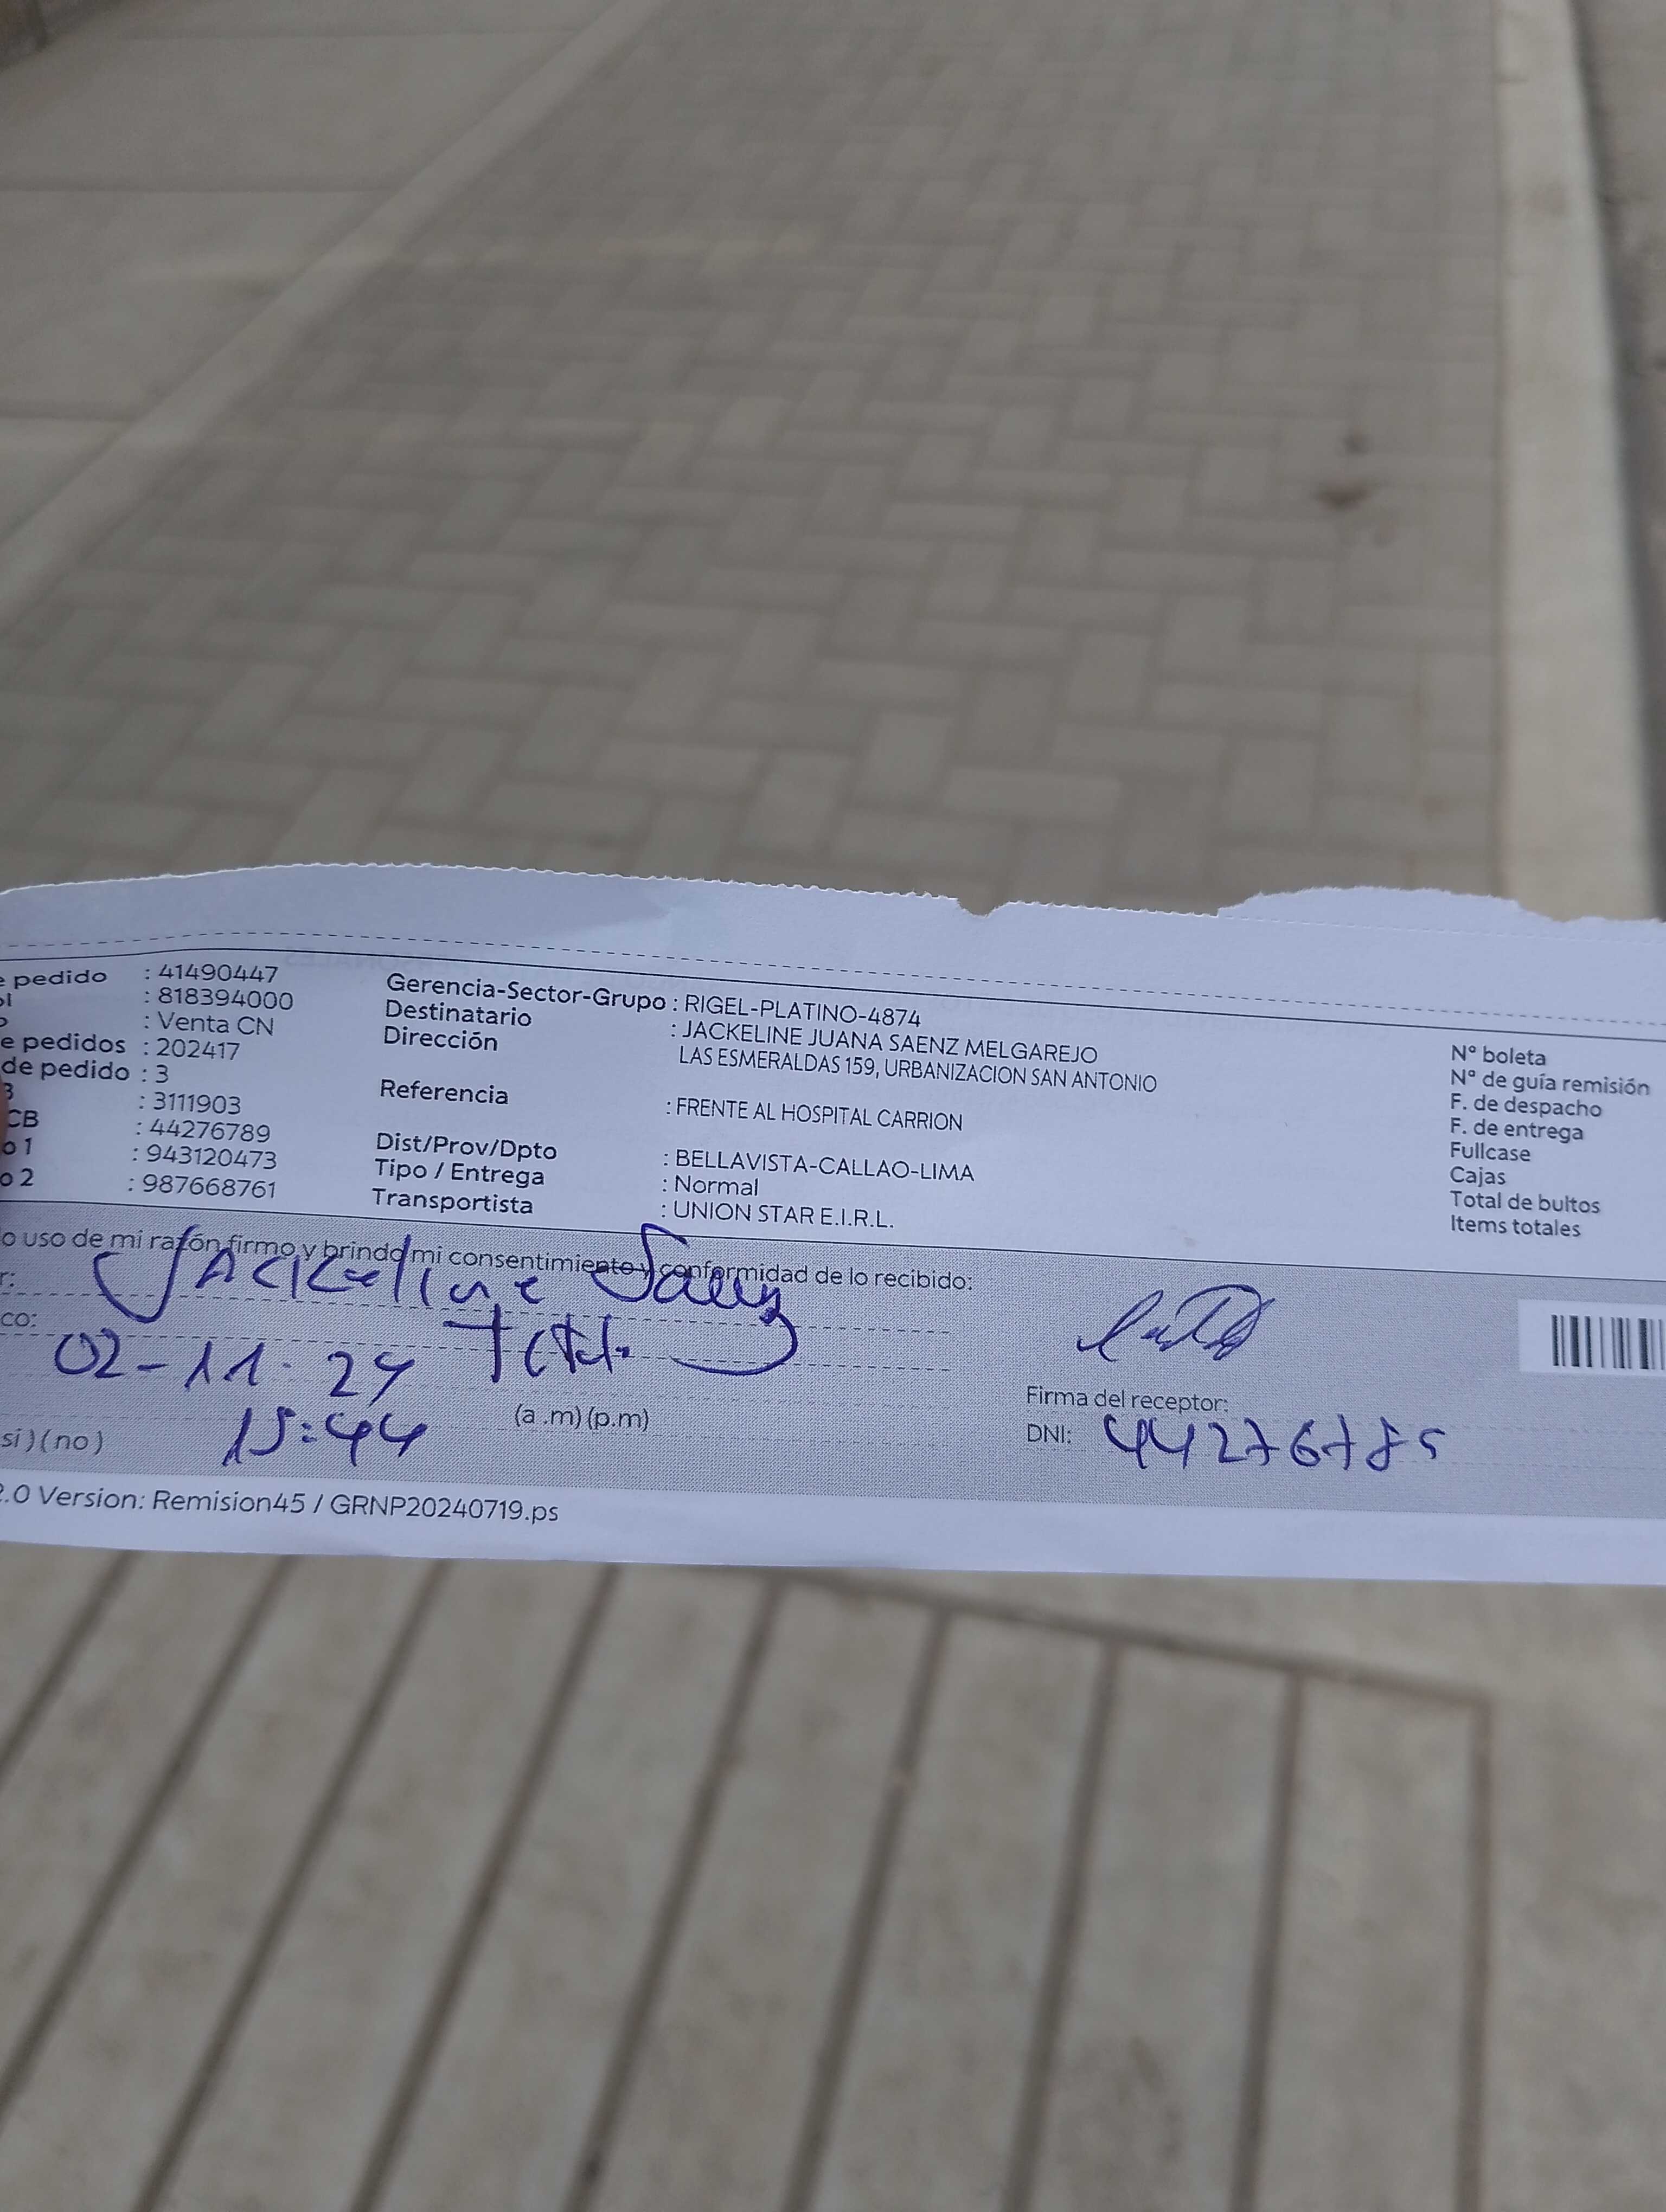 e pedido : 41490447
: 818394000
: Venta CN
e pedidos : 202417
de pedido : 3
: 3111903
CB : 44276789
o 1 : 943120473
o 2 : 987668761
Gerencia-Sector-Grupo : RIGEL-PLATINO-4874
Destinatario : JACKELINE JUANA SAENZ MELGAREJO
Dirección LAS ESMERALDAS 159, URBANIZACION SAN ANTONIO
Referencia : FRENTE AL HOSPITAL CARRION
Dist/Prov/Dpto : BELLAVISTA-CALLAO-LIMA
Tipo / Entrega : Normal
Transportista : UNION STAR E.I.R.L.
N° boleta
N° de guía remisión
F. de despacho
F. de entrega
Fullcase
Cajas
Total de bultos
Items totales
o uso de mi razón firmo y brindo mi consentimiento y conformidad de lo recibido:
r: Jackeline Saenz
co:
02-11-24
15:44 (a .m) (p.m)
si ) ( no )
Firma del receptor:
DNI: 44276789
2.0 Version: Remision45 / GRNP20240719.ps